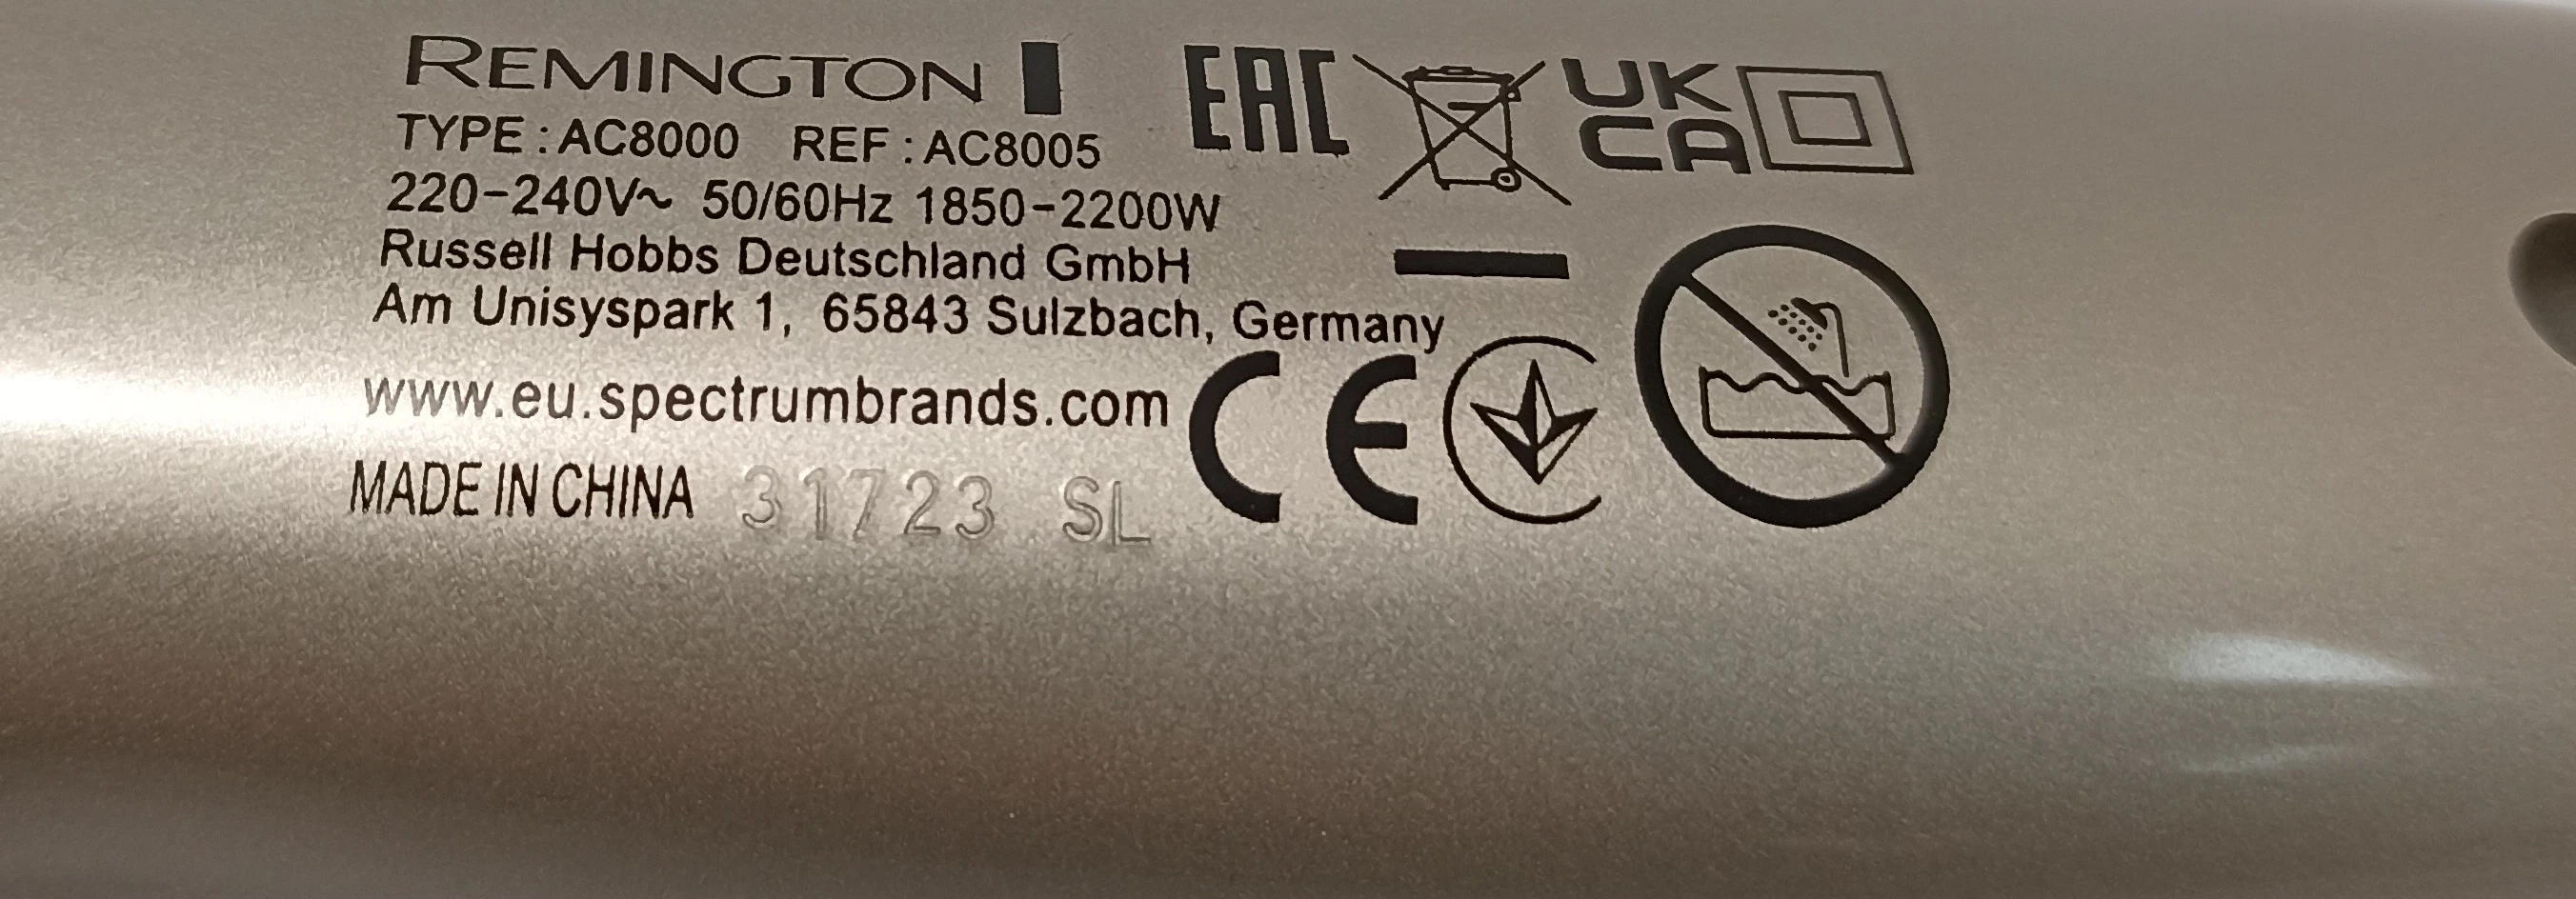 REMINGTON
TYPE : AC8000 REF : AC8005
220-240V~ 50/60Hz 1850-2200W
Russell Hobbs Deutschland GmbH
Am Unisyspark 1, 65843 Sulzbach, Germany
www.eu.spectrumbrands.com
MADE IN CHINA 31723 SL
EAC
UK
CA
CE